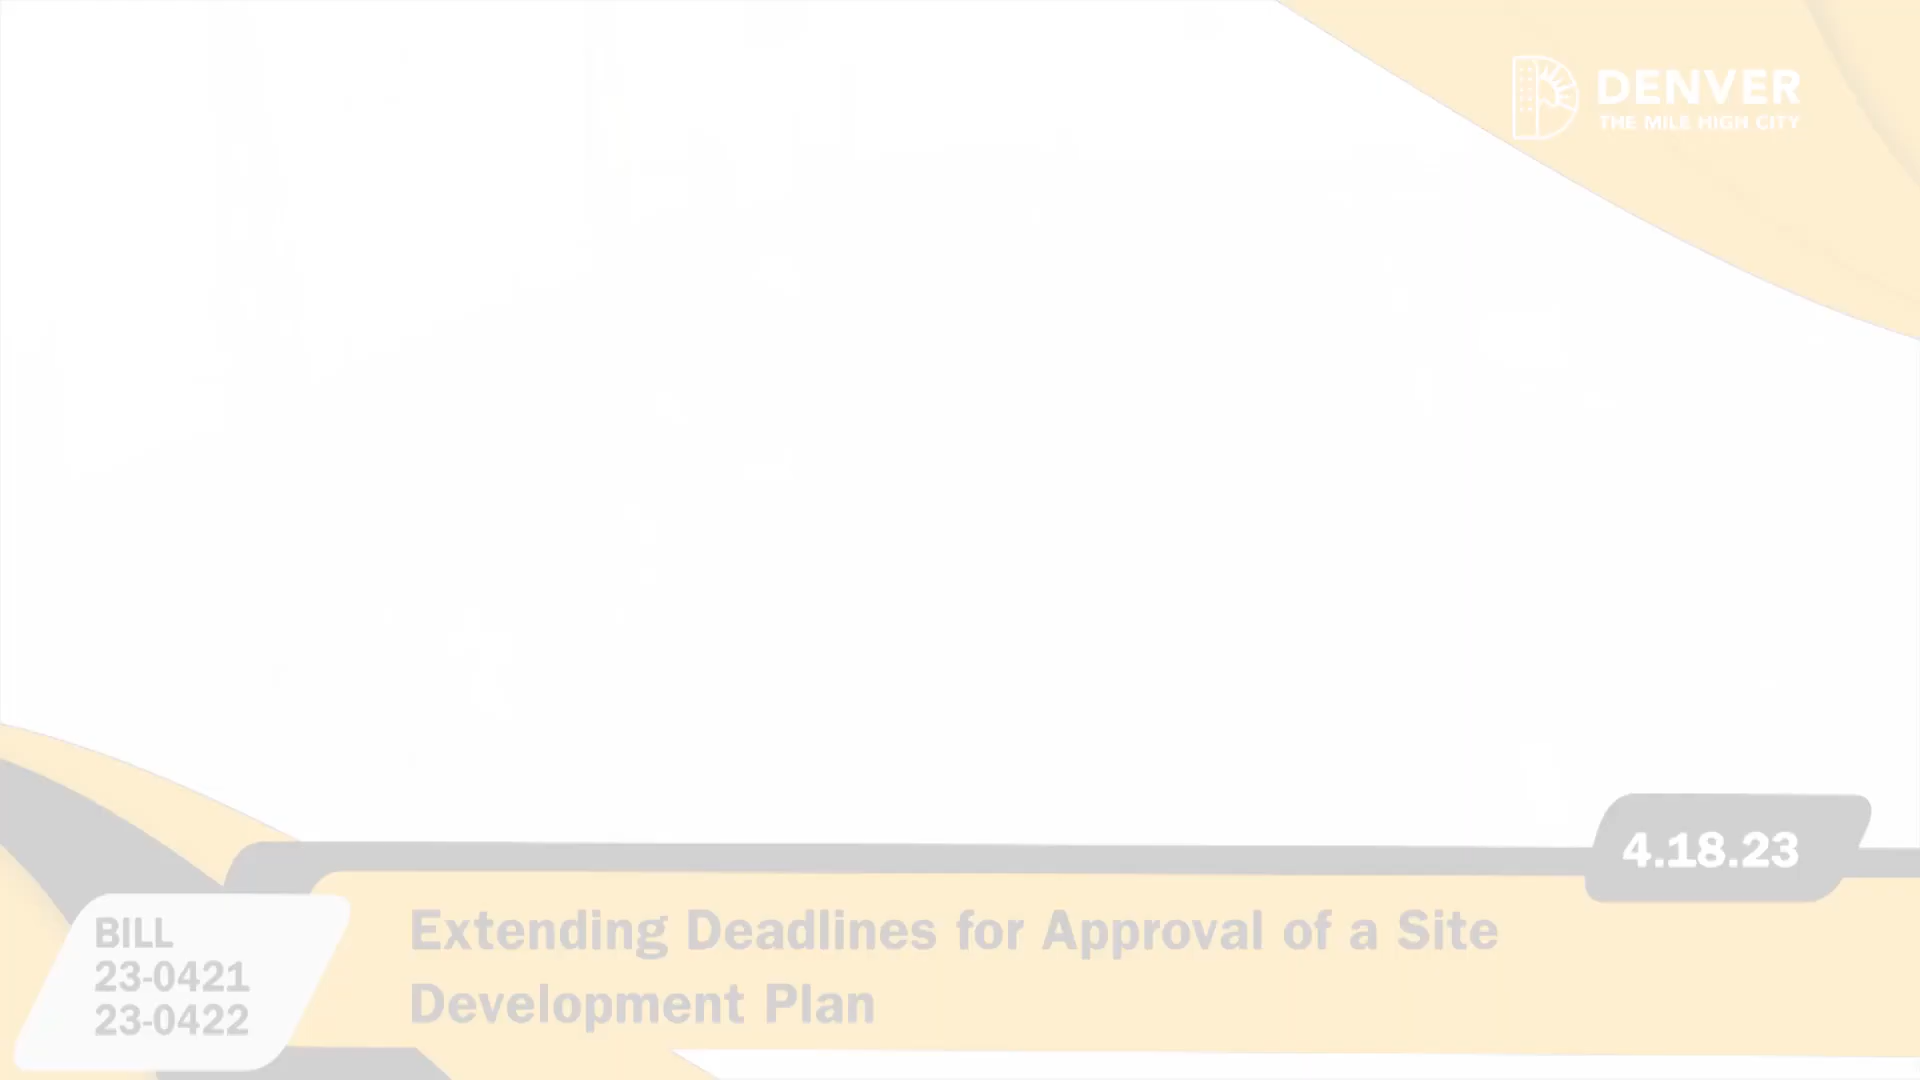 DENVER
THE MILE HIGH CITY
4.18.23
BILL
23-0421
23-0422
Extending Deadlines for Approval of a Site
Development Plan